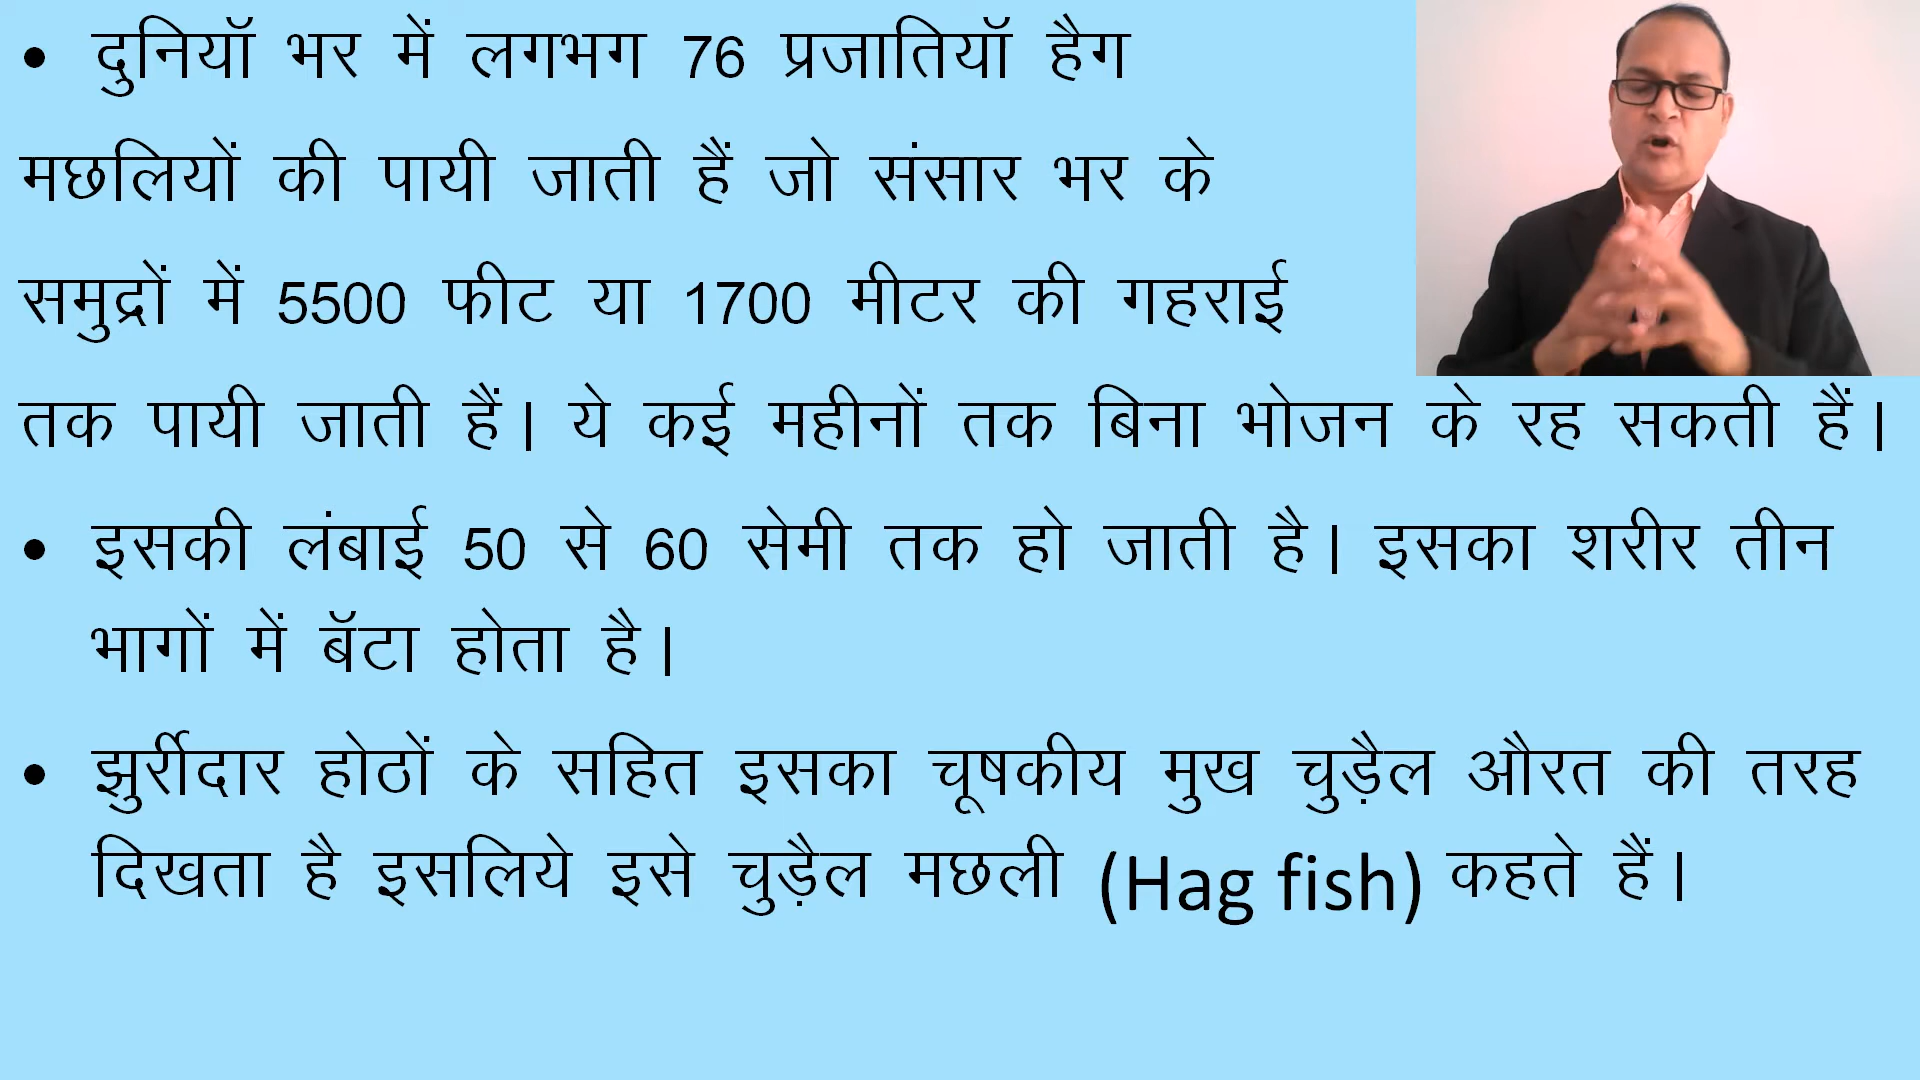 • दुनियॉ भर में लगभग 76 प्रजातियॉ हैग
मछलियों की पायी जाती हैं जो संसार भर के
समुद्रों में 5500 फीट या 1700 मीटर की गहराई
तक पायी जाती हैं। ये कई महीनों तक बिना भोजन के रह सकती हैं।
• इसकी लंबाई 50 से 60 सेमी तक हो जाती है। इसका शरीर तीन
भागों में बॅटा होता है।
• झुर्रीदार होठों के सहित इसका चूषकीय मुख चुड़ैल औरत की तरह
दिखता है इसलिये इसे चुड़ैल मछली (Hag fish) कहते हैं।